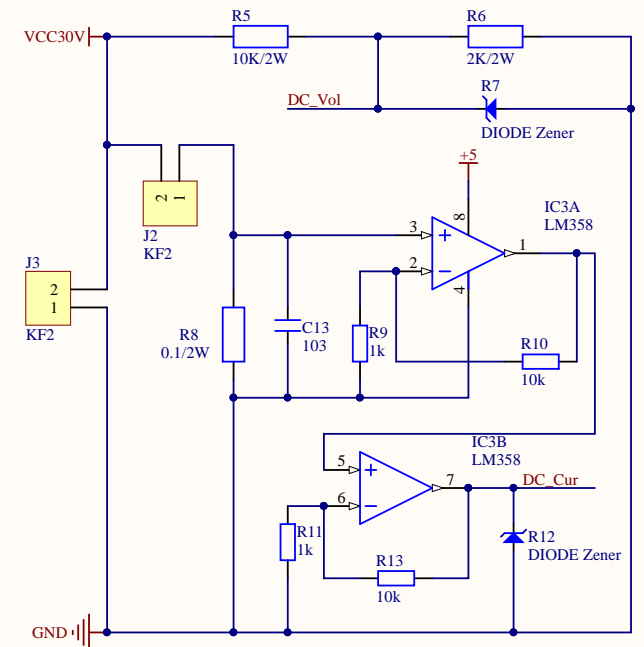 R5
R6
VCC30V
10K/2W
2K/2W
R7
DC_Vol
DIODE Zener
+5
2
1
8
IC3A
LM358
3
1
J2
KF2
2
4
J3
2
1
KF2
R8
0.1/2W
C13
103
R9
1k
R10
10k
IC3B
LM358
5
7
DC_Cur
6
R11
1k
R12
DIODE Zener
R13
10k
GND